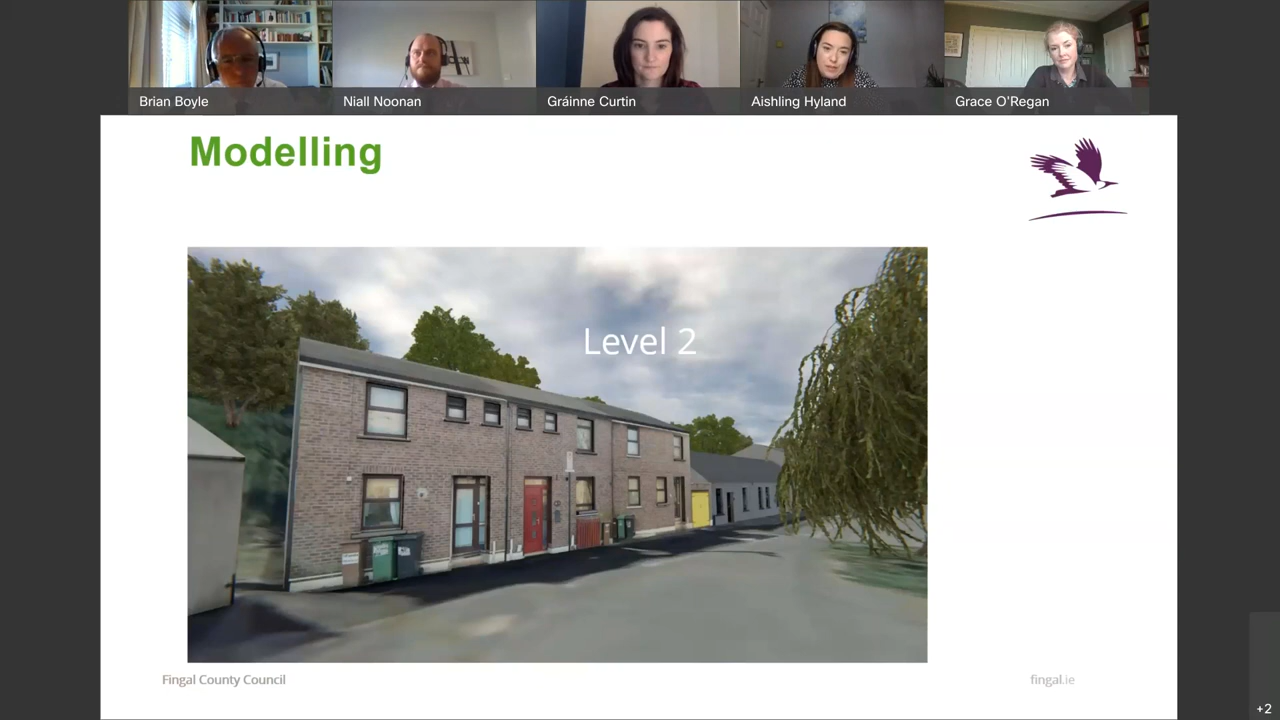 Brian Boyle
Niall Noonan
Gráinne Curtin
Aishling Hyland
Grace O'Regan
Modelling
Level 2
Fingal County Council
fingal.ie
+2